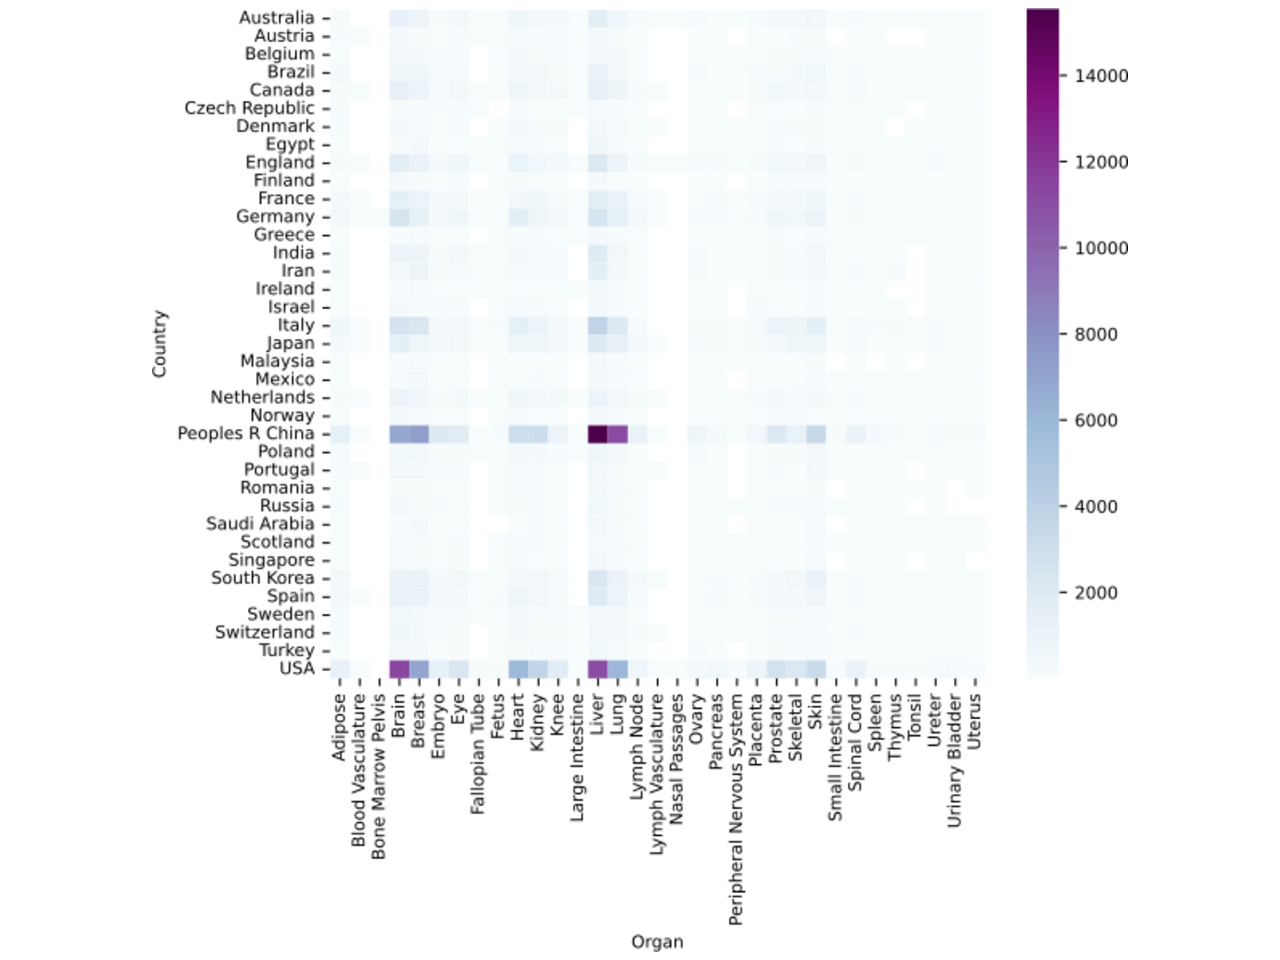 Country
Australia
Austria
Belgium
Brazil
Canada
Czech Republic
Denmark
Egypt
England
Finland
France
Germany
Greece
India
Iran
Ireland
Israel
Italy
Japan
Malaysia
Mexico
Netherlands
Norway
Peoples R China
Poland
Portugal
Romania
Russia
Saudi Arabia
Scotland
Singapore
South Korea
Spain
Sweden
Switzerland
Turkey
USA
Adipose
Blood Vasculature
Bone Marrow Pelvis
Brain
Breast
Embryo
Eye
Fallopian Tube
Fetus
Heart
Kidney
Knee
Large Intestine
Liver
Lung
Lymph Node
Lymph Vasculature
Nasal Passages
Ovary
Pancreas
Peripheral Nervous System
Placenta
Prostate
Skeletal
Skin
Small Intestine
Spinal Cord
Spleen
Thymus
Tonsil
Ureter
Urinary Bladder
Uterus
Organ
14000
12000
10000
8000
6000
4000
2000